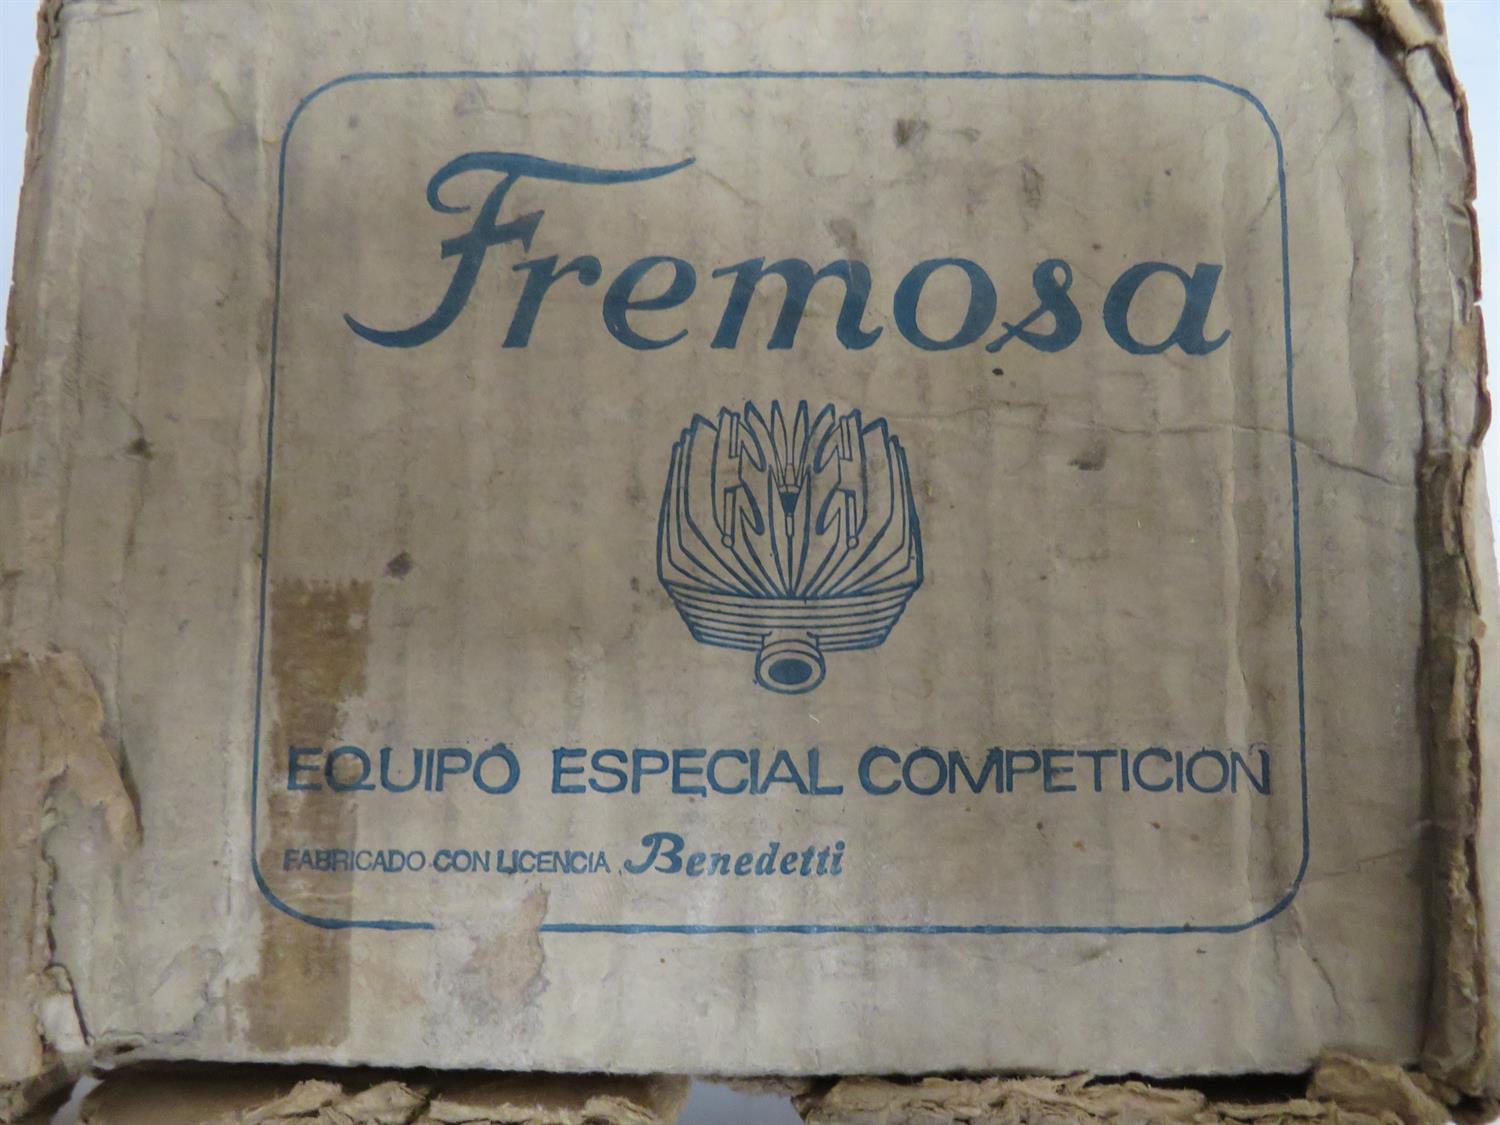 Fremosa
EQUIPO ESPECIAL COMPETICION
FABRICADO CON LICENCIA Benedetti